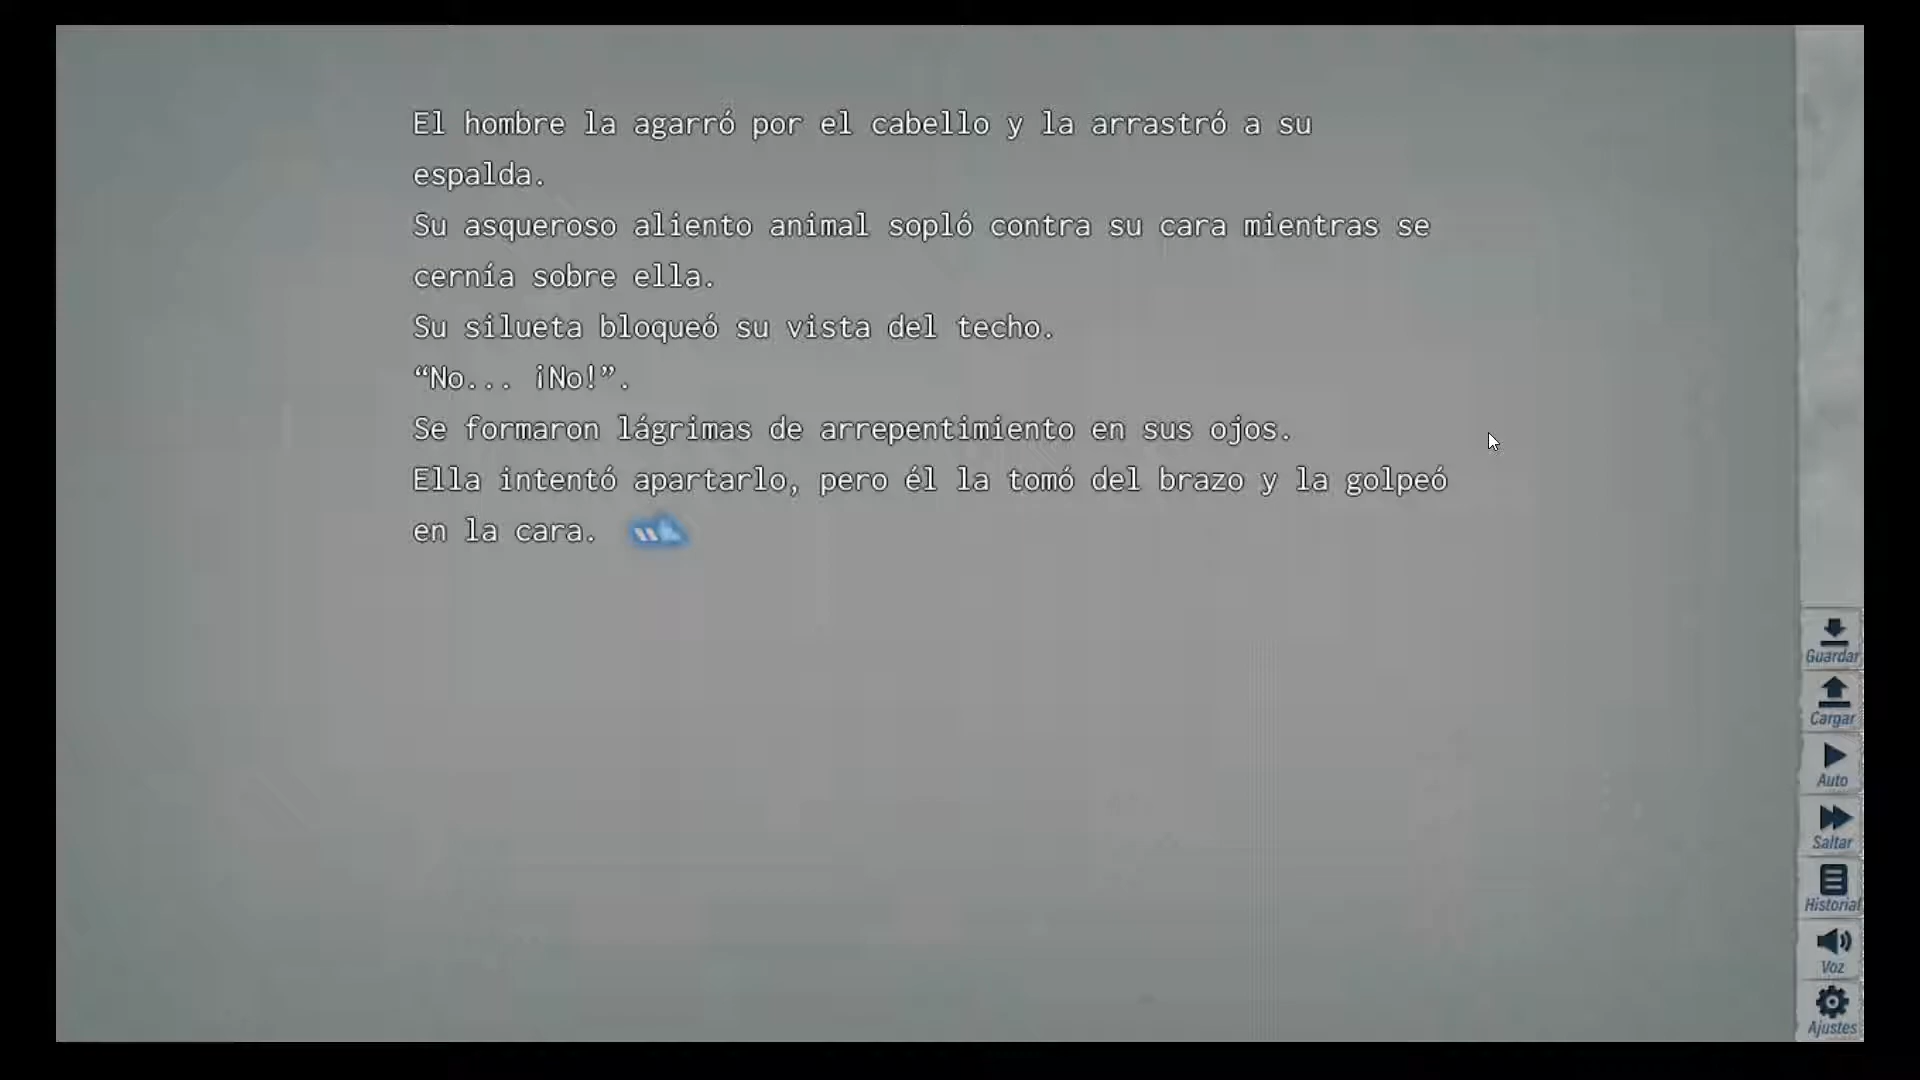 El hombre la agarró por el cabello y la arrastró a su
espalda.
Su asqueroso aliento animal sopló contra su cara mientras se
cernía sobre ella.
Su silueta bloqueó su vista del techo.
“No... ¡No!”.
Se formaron lágrimas de arrepentimiento en sus ojos.
Ella intentó apartarlo, pero él la tomó del brazo y la golpeó
en la cara.
Guardar
Cargar
Auto
Saltar
Historial
Voz
Ajustes